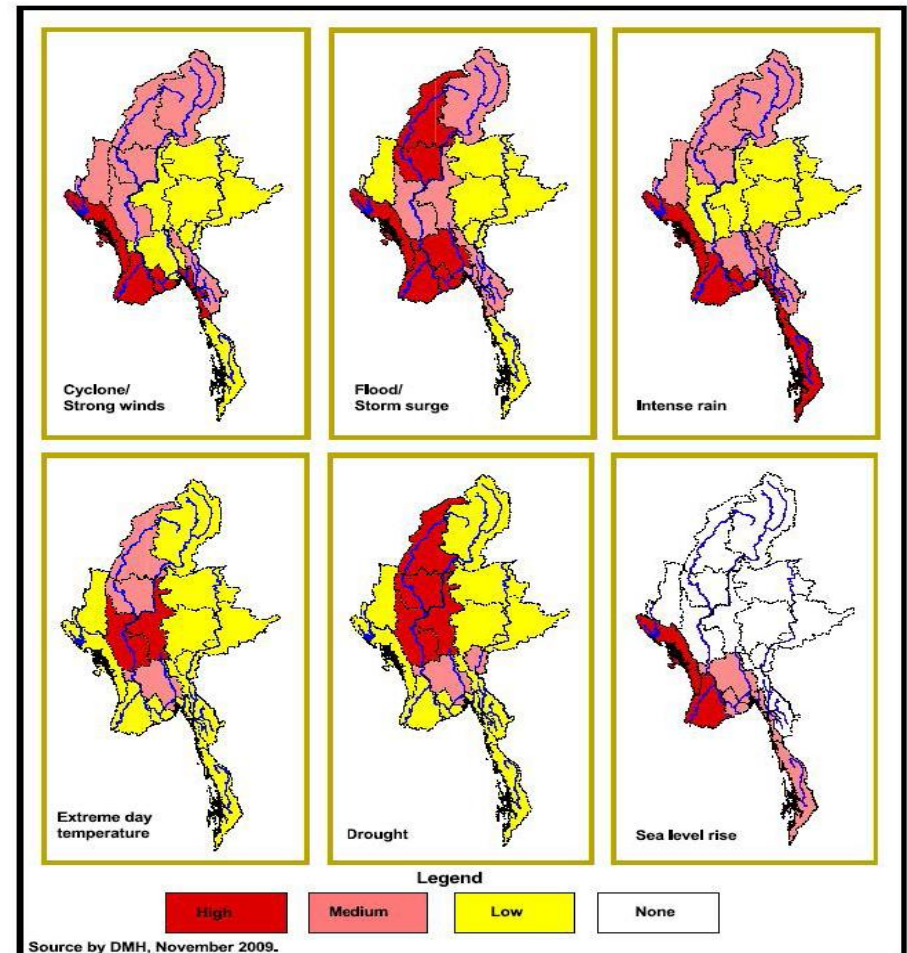 Cyclone/
Strong winds
Flood/
Storm surge
Intense rain
Extreme day
temperature
Drought
Sea level rise
Legend
High
Medium
Low
None
Source by DMH, November 2009.